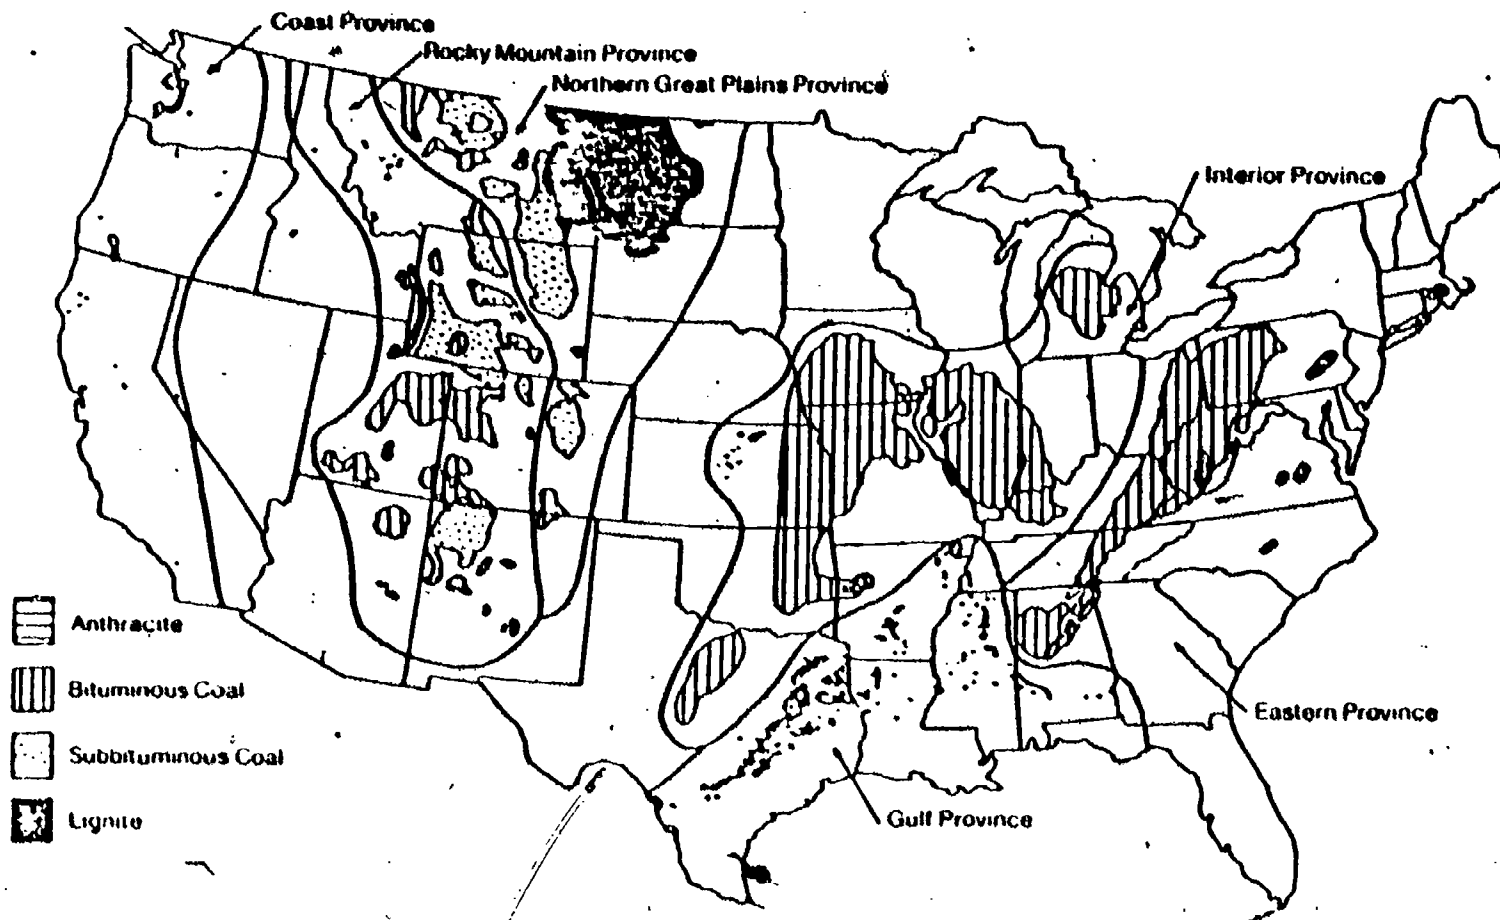 Coast Province
Rocky Mountain Province
Northern Great Plains Province
Interior Province
Anthracite
Bituminous Coal
Subbituminous Coal
Lignite
Eastern Province
Gulf Province